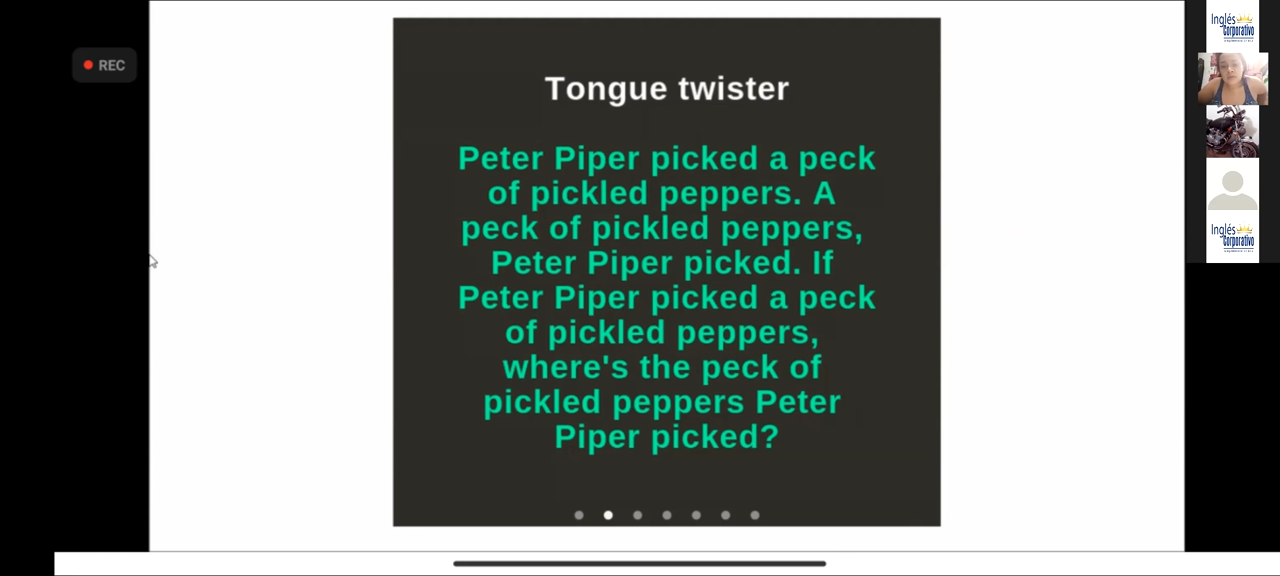 REC
Tongue twister
Peter Piper picked a peck
of pickled peppers. A
peck of pickled peppers,
Peter Piper picked. If
Peter Piper picked a peck
of pickled peppers,
where's the peck of
pickled peppers Peter
Piper picked?
Inglés
Corporativo
Inglés
Corporativo